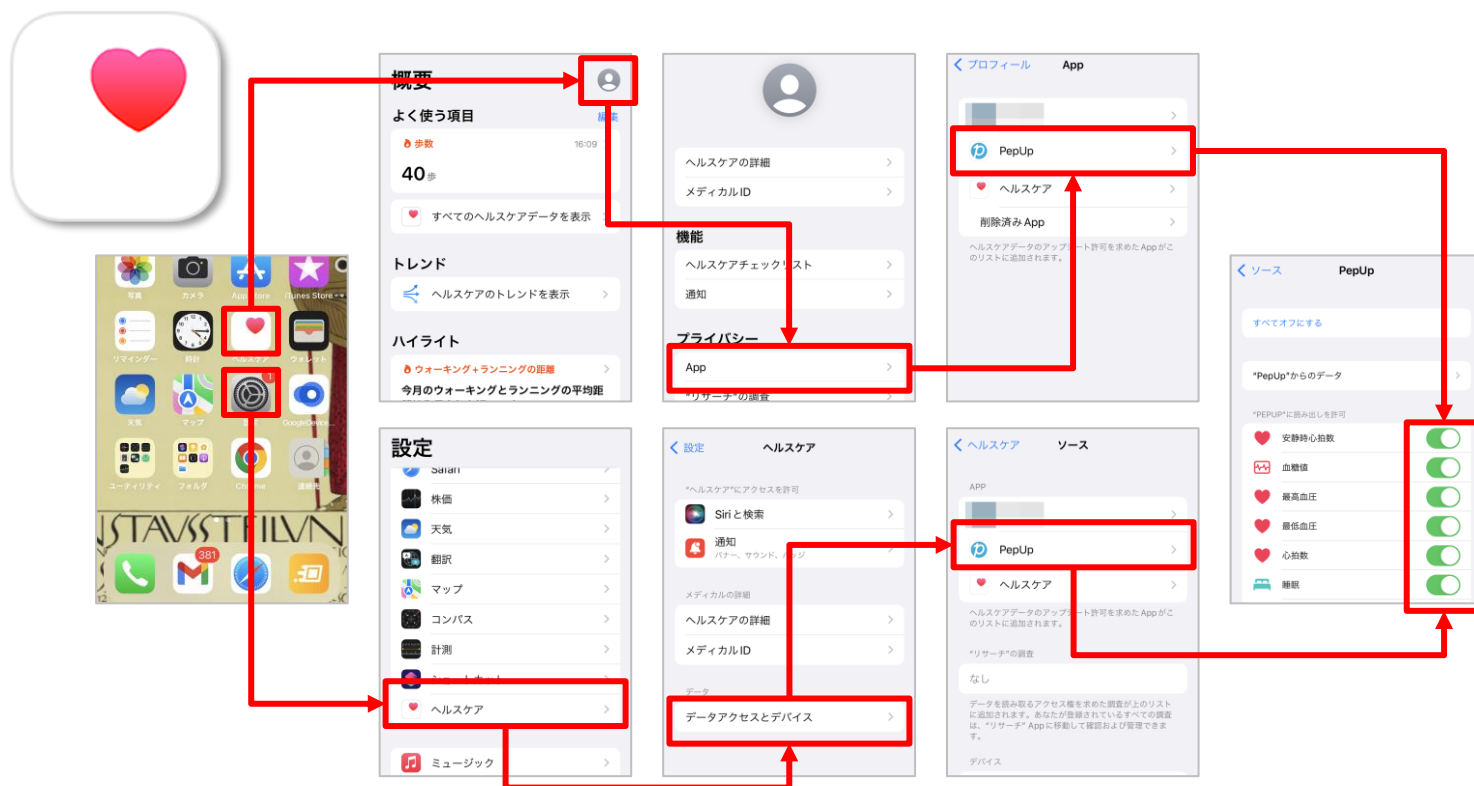 概要
よく使う項目
編集
歩数
16:09
40歩
すべてのヘルスケアデータを表示
トレンド
ヘルスケアのトレンドを表示
ハイライト
ウォーキング+ランニングの距離
今月のウォーキングとランニングの平均距
ヘルスケアの詳細
メディカルID
機能
ヘルスケアチェックリスト
通知
プライバシー
App
"リサーチ"の調査
プロフィール
App
PepUp
ヘルスケア
削除済みApp
ヘルスケアデータのアップデート許可を求めたAppがこ
のリストに追加されます。
写真
カメラ
App Store
iTunes Store
リマインダー
時計
ヘルスケア
ウォレット
1
天気
マップ
設定
ユーティリティ
フォルダ
Chrome
連絡先
STAVSSTFILVN
381
設定
Safari
株価
天気
翻訳
マップ
コンパス
計測
ショートカット
ヘルスケア
ミュージック
設定
ヘルスケア
"ヘルスケア"にアクセスを許可
Siriと検索
通知
バナー、サウンド、バッジ
メディカルの詳細
ヘルスケアの詳細
メディカルID
データ
データアクセスとデバイス
ヘルスケア
ソース
APP
PepUp
ヘルスケア
ヘルスケアデータのアップデート許可を求めたAppがこ
のリストに追加されます。
"リサーチ"の調査
なし
データを読み取るアクセス権を求めた調査が上のリスト
に追加されます。あなたが登録されているすべての調査
は、"リサーチ" Appに移動して確認および管理できま
す。
デバイス
ソース
PepUp
すべてオフにする
"PepUp"からのデータ
"PEPUP"に読み出しを許可
安静時心拍数
血糖値
最高血圧
最低血圧
心拍数
睡眠